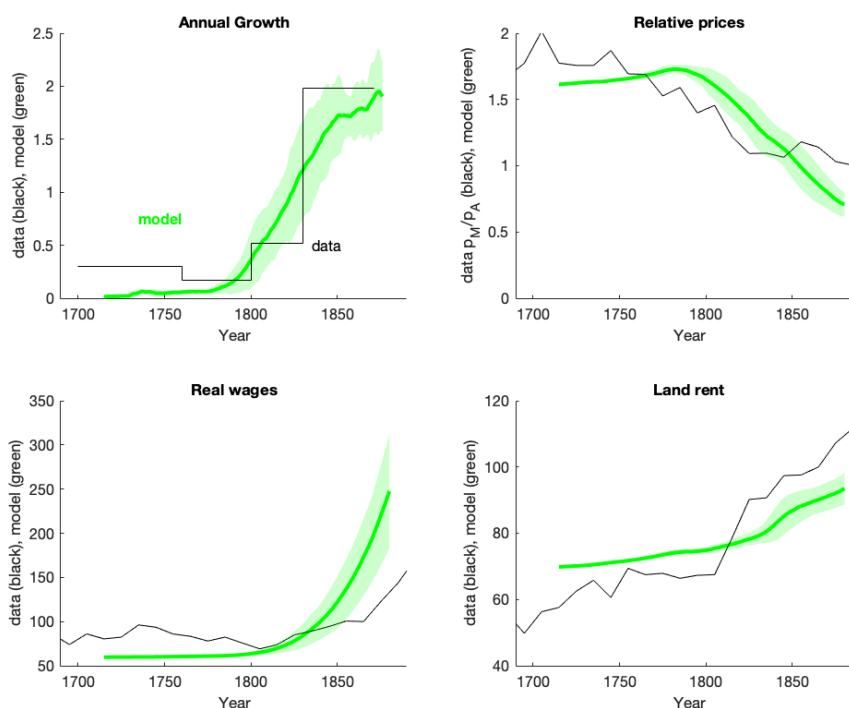 Annual Growth
data (black), model (green)
2.5
2
1.5
1
0.5
0
model
data
1700
1750
1800
1850
Year
Relative prices
data p_M/p_A (black), model (green)
2
1.5
1
0.5
0
1700
1750
1800
1850
Year
Real wages
data (black), model (green)
350
300
250
200
150
100
50
1700
1750
1800
1850
Year
Land rent
data (black), model (green)
120
100
80
60
40
1700
1750
1800
1850
Year